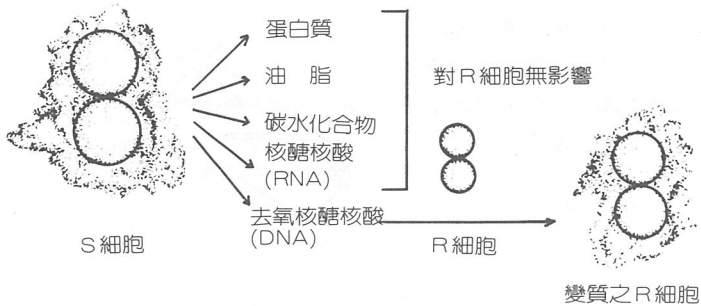 蛋白質
油 脂
碳水化合物
核醣核酸
(RNA)
去氧核醣核酸
(DNA)
對R細胞無影響
S細胞
R細胞
變質之R細胞